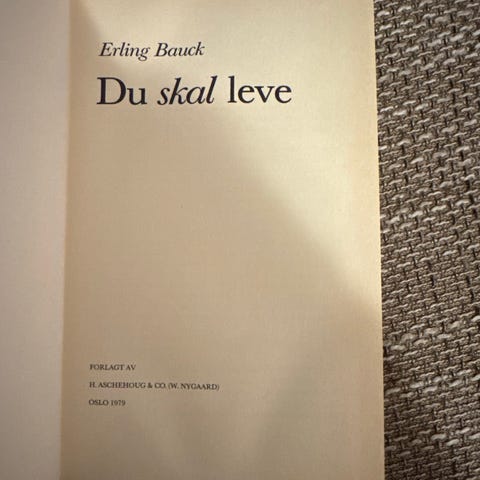 Erling Bauck
Du skal leve
FORLAGT AV
H. ASCHEHOUG & CO. (W. NYGAARD)
OSLO 1979